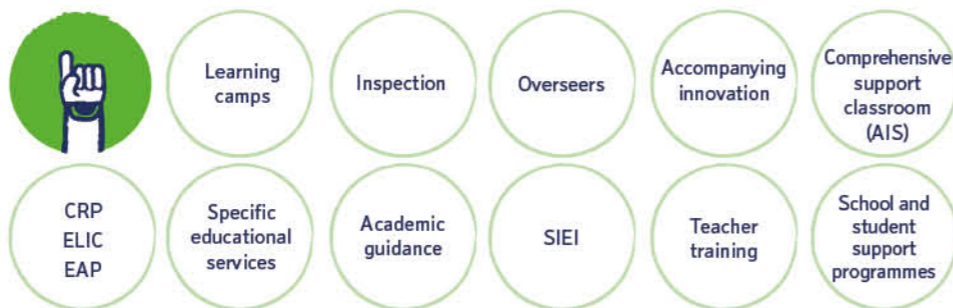 Learning
camps
Inspection
Overseers
Accompanying
innovation
Comprehensive
support
classroom
(AIS)
CRP
ELIC
EAP
Specific
educational
services
Academic
guidance
SIEI
Teacher
training
School and
student
support
programmes